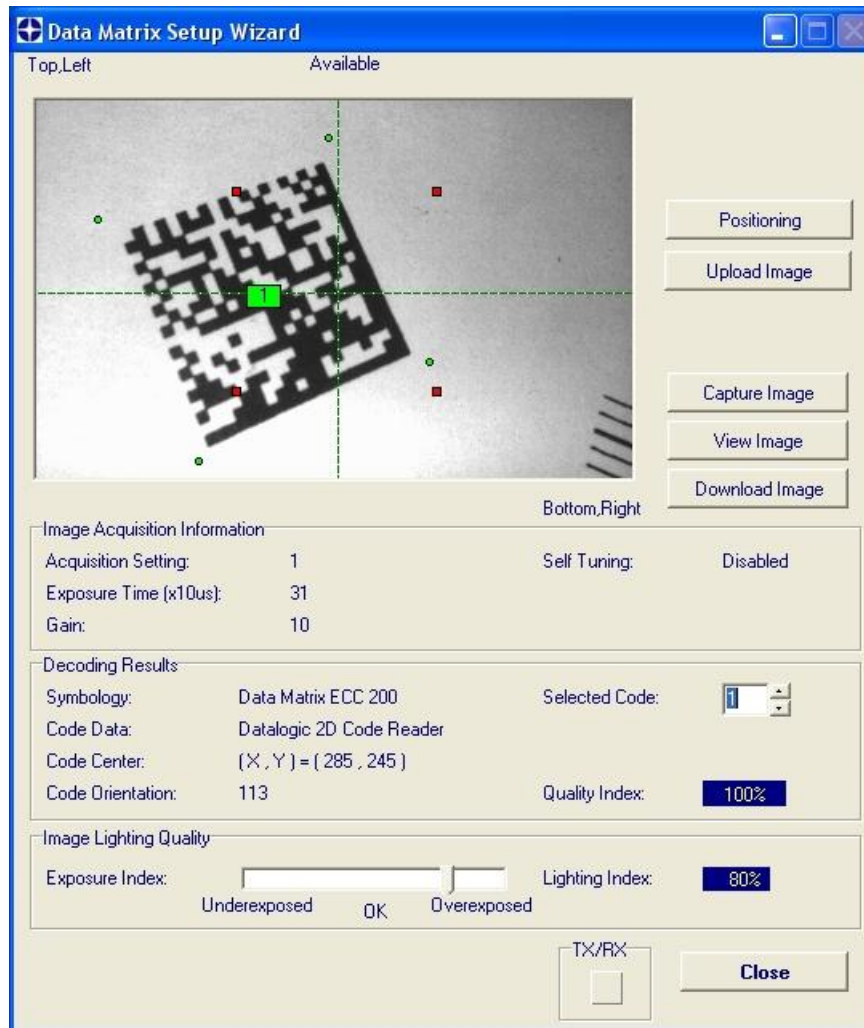 Data Matrix Setup Wizard
Top,Left Available
1
Positioning
Upload Image
Capture Image
View Image
Download Image
Bottom,Right
Image Acquisition Information
Acquisition Setting: 1 Self Tuning: Disabled
Exposure Time (x10us): 31
Gain: 10
Decoding Results
Symbology: Data Matrix ECC 200 Selected Code: 1
Code Data: Datalogic 2D Code Reader
Code Center: ( X , Y ) = ( 285 , 245 )
Code Orientation: 113 Quality Index: 100%
Image Lighting Quality
Exposure Index: Lighting Index: 80%
Underexposed OK Overexposed
TX/RX
Close